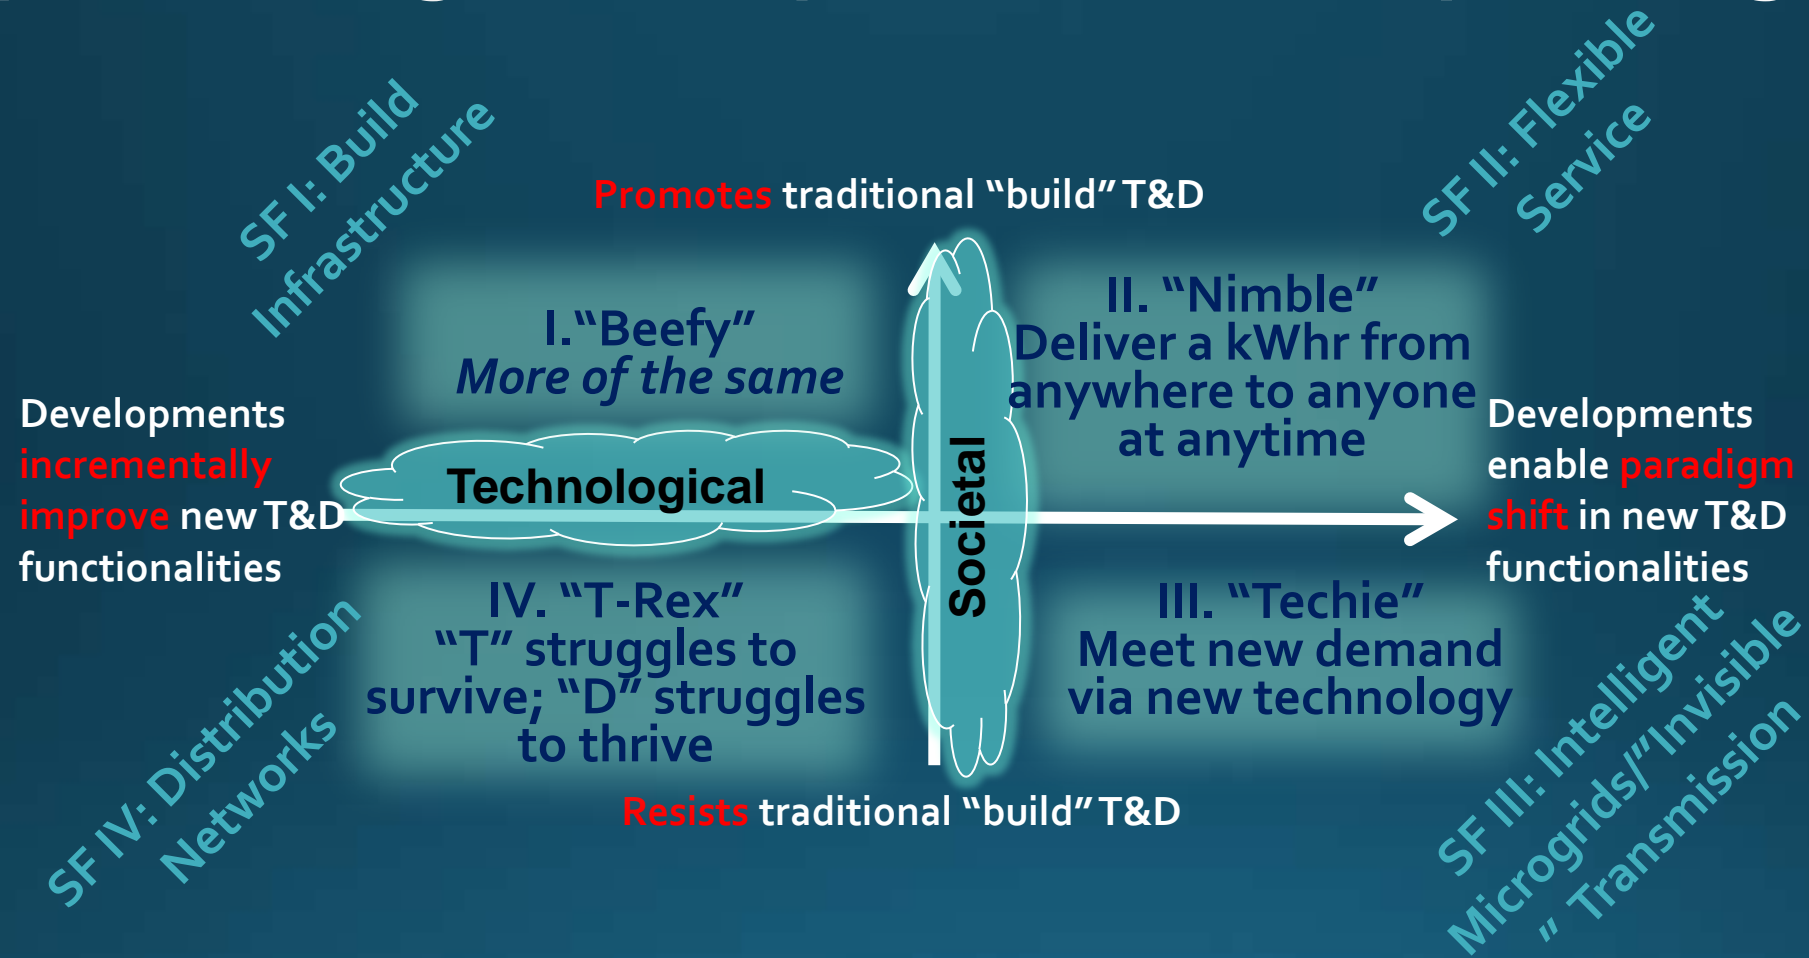 SF I: Build
Infrastructure
SF II: Flexible
Service
Promotes traditional “build” T&D
I.“Beefy”
More of the same
II. “Nimble”
Deliver a kWhr from
anywhere to anyone
at anytime
Developments
incrementally
improve new T&D
functionalities
Technological
Societal
Developments
enable paradigm
shift in new T&D
functionalities
IV. “T-Rex”
“T” struggles to
survive; “D” struggles
to thrive
III. “Techie”
Meet new demand
via new technology
Resists traditional “build” T&D
SF IV: Distribution
Networks
SF III: Intelligent
Microgrids/”Invisible
” Transmission